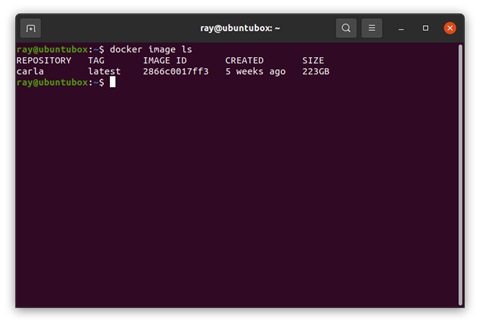 ray@ubuntubox: ~
ray@ubuntubox:~$ docker image ls
REPOSITORY TAG IMAGE ID CREATED SIZE
carla latest 2866c0017ff3 5 weeks ago 223GB
ray@ubuntubox:~$